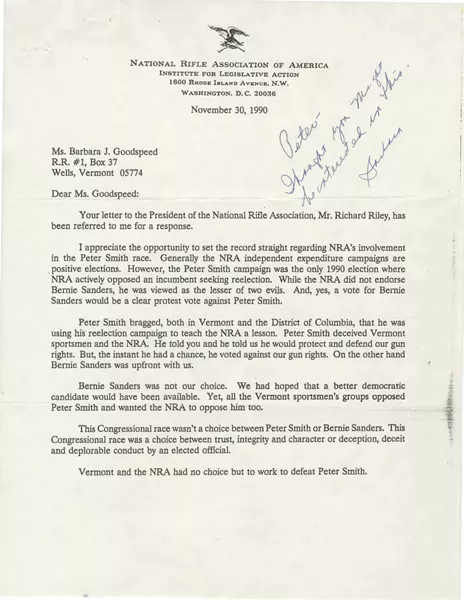 NATIONAL RIFLE ASSOCIATION OF AMERICA
INSTITUTE FOR LEGISLATIVE ACTION
1600 RHODE ISLAND AVENUE, N.W.
WASHINGTON, D.C. 20036
November 30, 1990
Peter
Thought you might
be interested in this
Barbara
Ms. Barbara J. Goodspeed
R.R. #1, Box 37
Wells, Vermont 05774
Dear Ms. Goodspeed:
Your letter to the President of the National Rifle Association, Mr. Richard Riley, has
been referred to me for a response.
I appreciate the opportunity to set the record straight regarding NRA's involvement
in the Peter Smith race. Generally the NRA independent expenditure campaigns are
positive elections. However, the Peter Smith campaign was the only 1990 election where
NRA actively opposed an incumbent seeking reelection. While the NRA did not endorse
Bernie Sanders, he was viewed as the lesser of two evils. And, yes, a vote for Bernie
Sanders would be a clear protest vote against Peter Smith.
Peter Smith bragged, both in Vermont and the District of Columbia, that he was
using his reelection campaign to teach the NRA a lesson. Peter Smith deceived Vermont
sportsmen and the NRA. He told you and he told us he would protect and defend our gun
rights. But, the instant he had a chance, he voted against our gun rights. On the other hand
Bernie Sanders was upfront with us.
Bernie Sanders was not our choice. We had hoped that a better democratic
candidate would have been available. Yet, all the Vermont sportsmen's groups opposed
Peter Smith and wanted the NRA to oppose him too.
This Congressional race wasn't a choice between Peter Smith or Bernie Sanders. This
Congressional race was a choice between trust, integrity and character or deception, deceit
and deplorable conduct by an elected official.
Vermont and the NRA had no choice but to work to defeat Peter Smith.